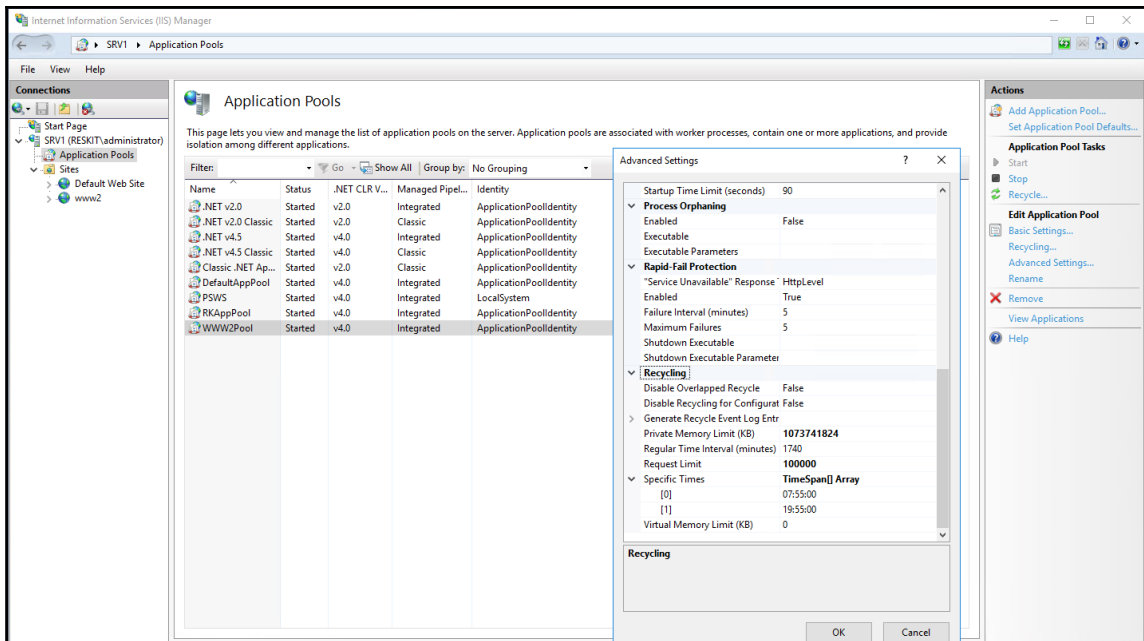 Internet Information Services (IIS) Manager
SRV1 Application Pools
File View Help
Connections
Start Page
SRV1 (RESKIT\administrator)
Application Pools
Sites
Default Web Site
www2
Application Pools
This page lets you view and manage the list of application pools on the server. Application pools are associated with worker processes, contain one or more applications, and provide
isolation among different applications.
Filter: Go Show All Group by: No Grouping
Name Status .NET CLR V... Managed Pipel... Identity
.NET v2.0 Started v2.0 Integrated ApplicationPoolIdentity
.NET v2.0 Classic Started v2.0 Classic ApplicationPoolIdentity
.NET v4.5 Started v4.0 Integrated ApplicationPoolIdentity
.NET v4.5 Classic Started v4.0 Classic ApplicationPoolIdentity
Classic .NET Ap... Started v2.0 Classic ApplicationPoolIdentity
DefaultAppPool Started v4.0 Integrated ApplicationPoolIdentity
PSWS Started v4.0 Integrated LocalSystem
RKAppPool Started v4.0 Integrated ApplicationPoolIdentity
WWW2Pool Started v4.0 Integrated ApplicationPoolIdentity
Advanced Settings ?
Startup Time Limit (seconds) 90
Process Orphaning
Enabled False
Executable
Executable Parameters
Rapid-Fail Protection
"Service Unavailable" Response HttpLevel
Enabled True
Failure Interval (minutes) 5
Maximum Failures 5
Shutdown Executable
Shutdown Executable Parameter
Recycling
Disable Overlapped Recycle False
Disable Recycling for Configurat False
Generate Recycle Event Log Entr
Private Memory Limit (KB) 1073741824
Regular Time Interval (minutes) 1740
Request Limit 100000
Specific Times TimeSpan[] Array
[0] 07:55:00
[1] 19:55:00
Virtual Memory Limit (KB) 0
Recycling
OK Cancel
Actions
Add Application Pool...
Set Application Pool Defaults...
Application Pool Tasks
Start
Stop
Recycle...
Edit Application Pool
Basic Settings...
Recycling...
Advanced Settings...
Rename
Remove
View Applications
Help